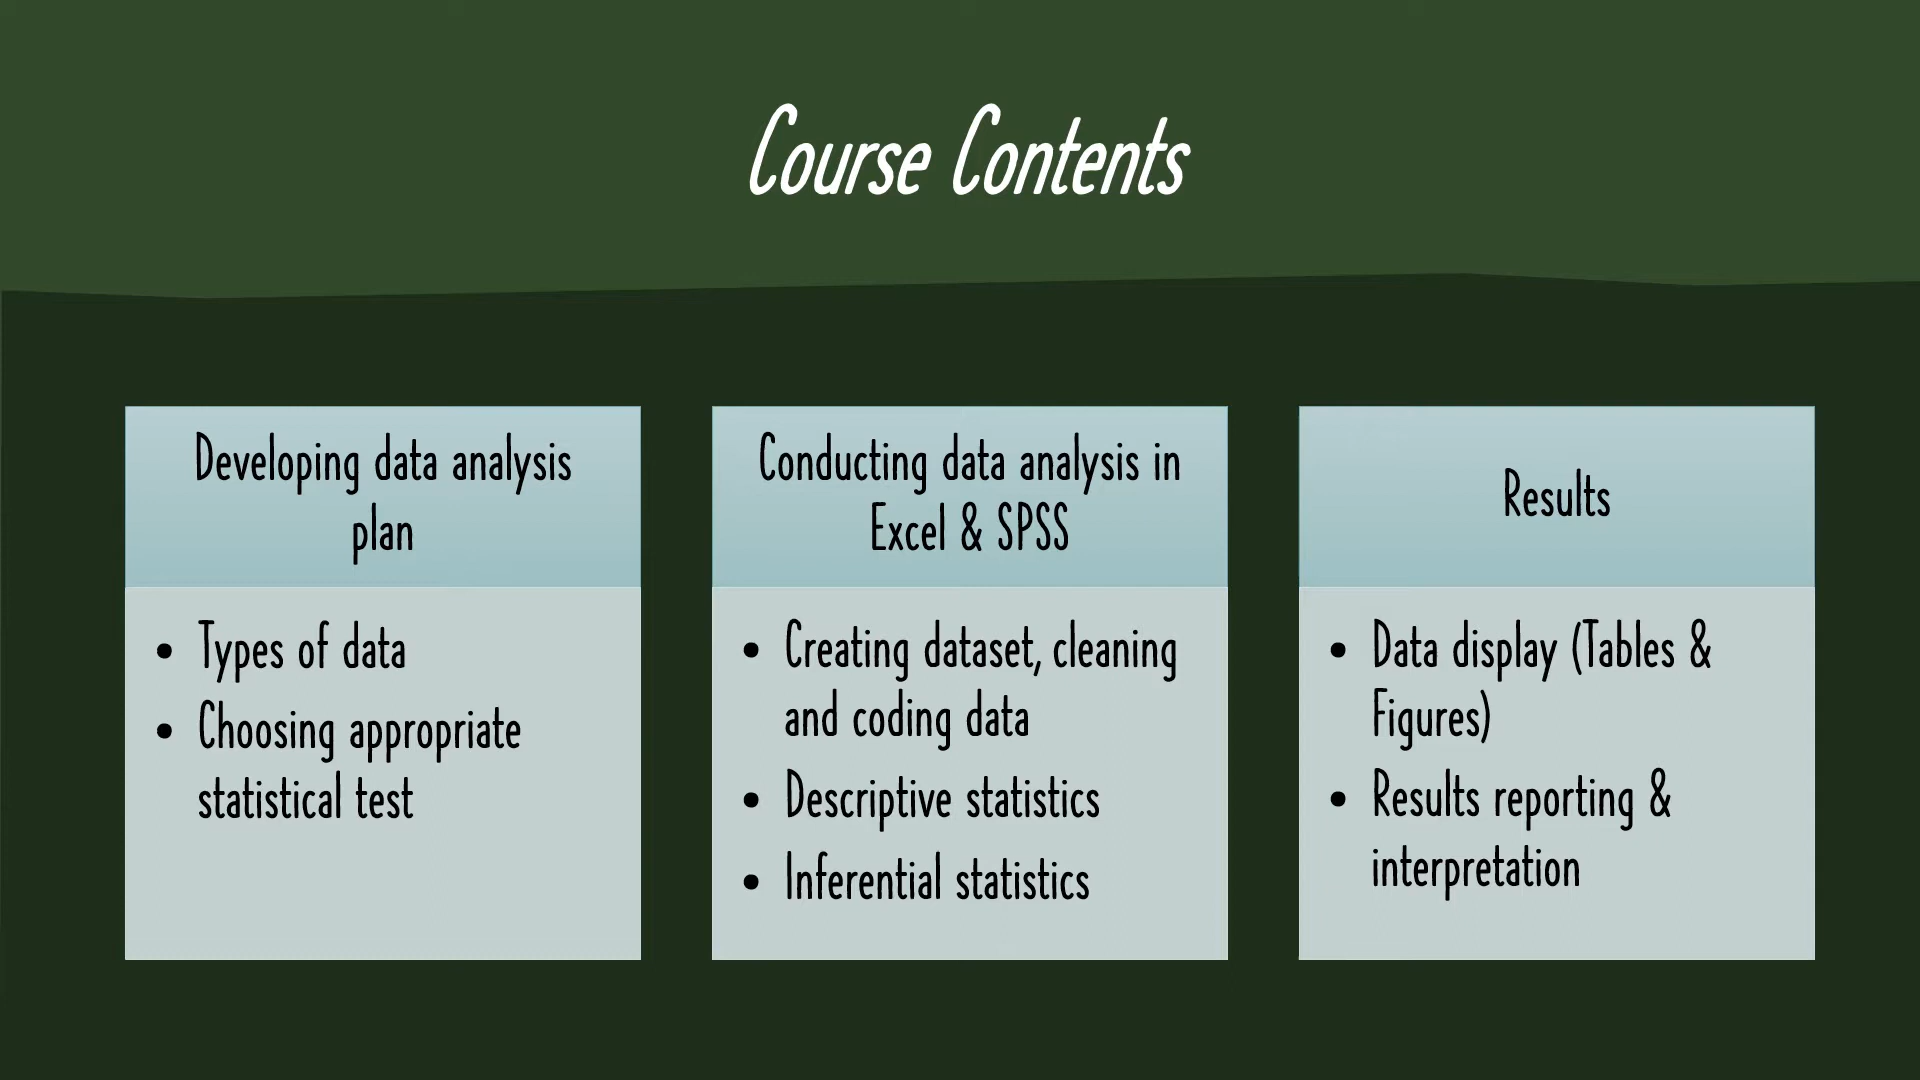 Course Contents
Developing data analysis
plan
• Types of data
• Choosing appropriate
statistical test
Conducting data analysis in
Excel & SPSS
• Creating dataset, cleaning
and coding data
• Descriptive statistics
• Inferential statistics
Results
• Data display (Tables &
Figures)
• Results reporting &
interpretation